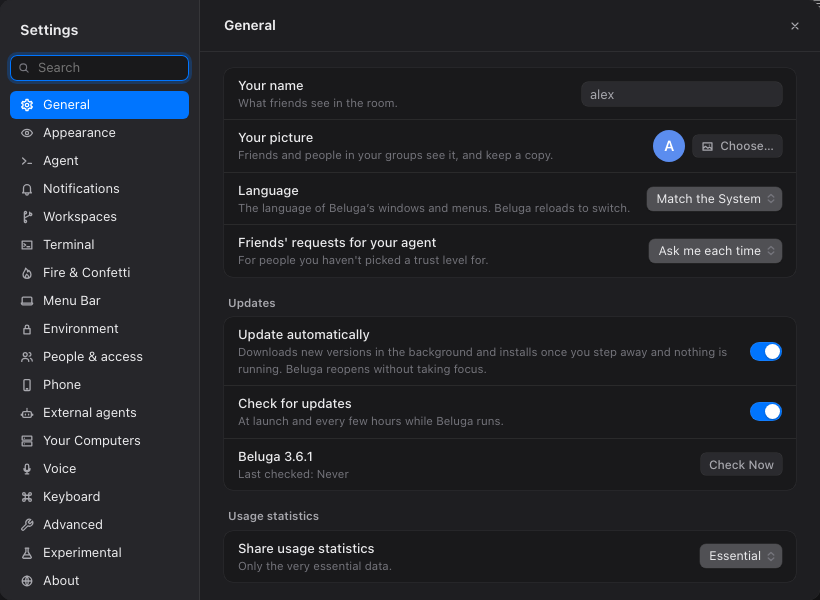 Settings
General
Search
General
Appearance
Agent
Notifications
Workspaces
Terminal
Fire & Confetti
Menu Bar
Environment
People & access
Phone
External agents
Your Computers
Voice
Keyboard
Advanced
Experimental
About
Your name
What friends see in the room.
alex
Your picture
Friends and people in your groups see it, and keep a copy.
A
Choose...
Language
The language of Beluga's windows and menus. Beluga reloads to switch.
Match the System
Friends' requests for your agent
For people you haven't picked a trust level for.
Ask me each time
Updates
Update automatically
Downloads new versions in the background and installs once you step away and nothing is
running. Beluga reopens without taking focus.
Check for updates
At launch and every few hours while Beluga runs.
Beluga 3.6.1
Last checked: Never
Check Now
Usage statistics
Share usage statistics
Only the very essential data.
Essential